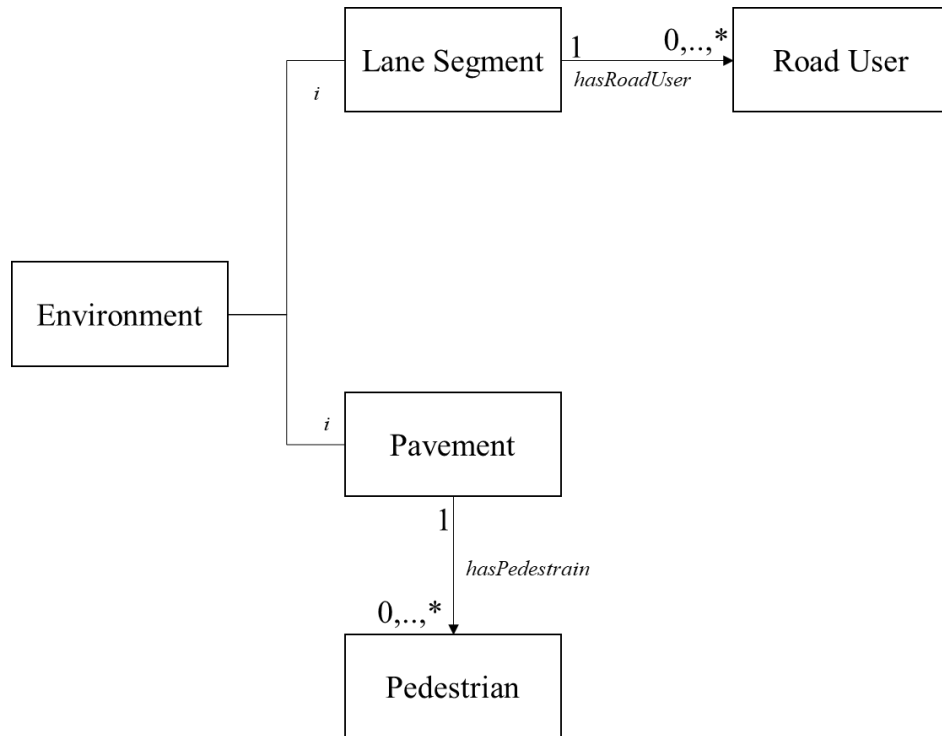 Lane Segment
1
0,..,*
hasRoadUser
Road User
i
Environment
i
Pavement
1
hasPedestrain
0,..,*
Pedestrian